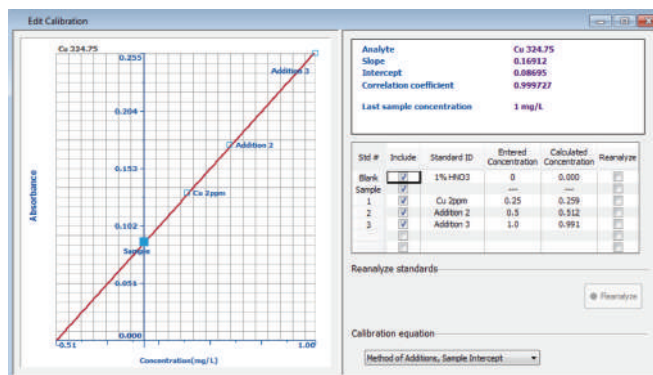 Edit Calibration
Cu 324.75
0.255
0.204
0.153
0.102
0.051
0.000
-0.51
1.00
Absorbance
Concentration(mg/L)
Addition 3
Addition 2
Cu 2ppm
Sample
Analyte Cu 324.75
Slope 0.16912
Intercept 0.08695
Correlation coefficient 0.999727
Last sample concentration 1 mg/L
Std # Include Standard ID Entered Concentration Calculated Concentration Reanalyze
Blank 1% HNO3 0 0.000
Sample --- ---
1 Cu 2ppm 0.25 0.259
2 Addition 2 0.5 0.512
3 Addition 3 1.0 0.991
Reanalyze standards
Reanalyze
Calibration equation
Method of Additions, Sample Intercept